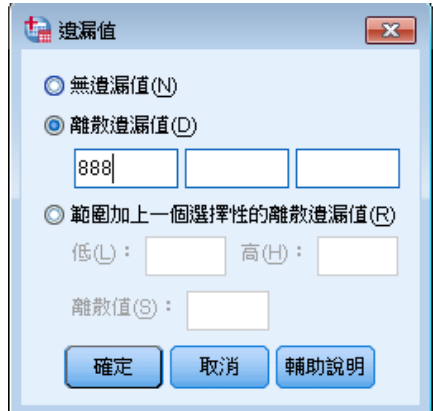 遺漏值
無遺漏值(N)
離散遺漏值(D)
888
範圍加上一個選擇性的離散遺漏值(R)
低(L)： 高(H)：
離散值(S)：
確定 取消 輔助說明